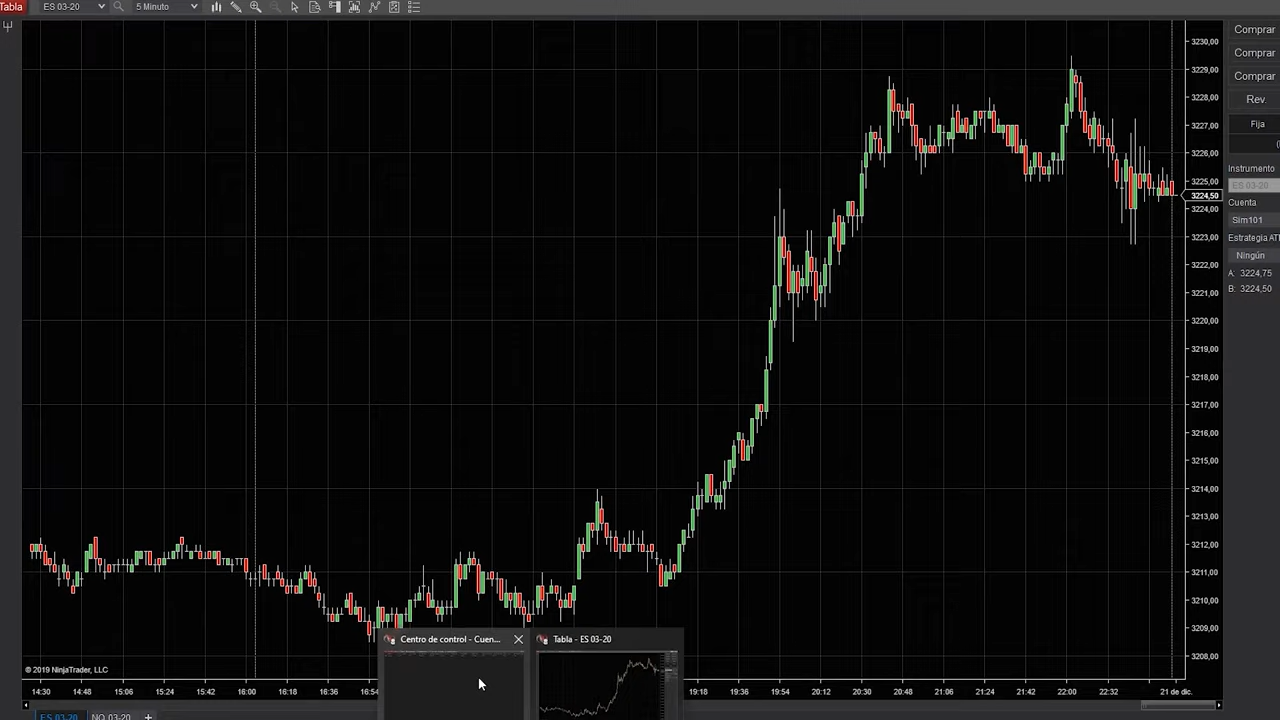 Tabla
ES 03-20
5 Minuto
3230,00
3229,00
3228,00
3227,00
3226,00
3225,00
3224,50
3224,00
3223,00
3222,00
3221,00
3220,00
3219,00
3218,00
3217,00
3216,00
3215,00
3214,00
3213,00
3212,00
3211,00
3210,00
3209,00
3208,00
Comprar
Comprar
Comprar
Rev
Fija
Instrumento
ES 03-20
Cuenta
Sim101
Estrategia AT
Ningún
A: 3224,75
B: 3224,50
Centro de control - Cuen...
Tabla - ES 03-20
© 2019 NinjaTrader, LLC
14:30 14:48 15:06 15:24 15:42 16:00 16:18 16:36 16:54 19:18 19:36 19:54 20:12 20:30 20:48 21:06 21:24 21:42 22:00 22:32 21 de dic.
ES 03-20
NQ 03-20
+